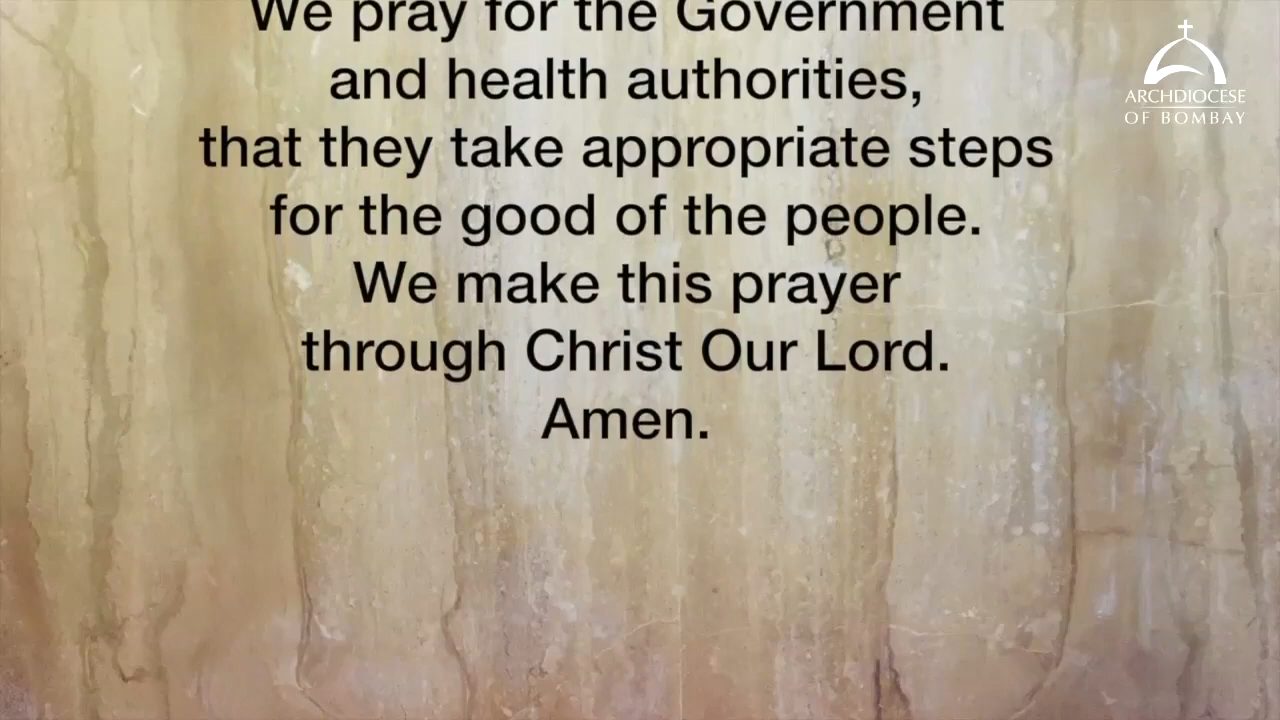 We pray for the Government
and health authorities,
that they take appropriate steps
for the good of the people.
We make this prayer
through Christ Our Lord.
Amen.
ARCHDIOCESE
OF BOMBAY